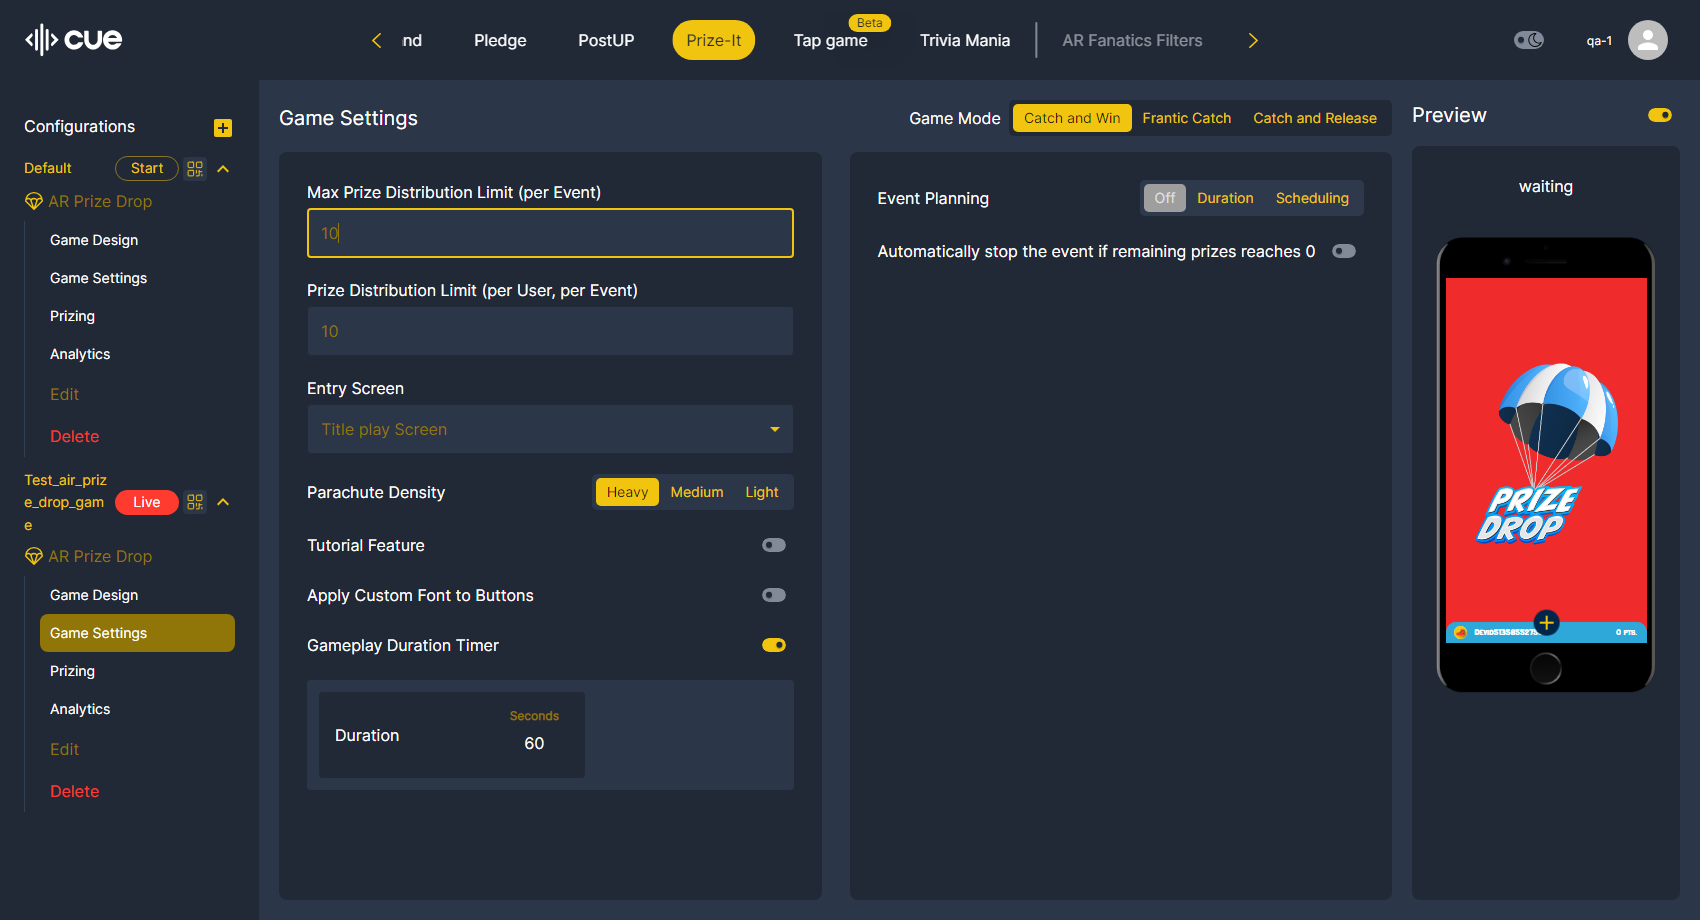 cue
nd
Pledge
PostUP
Prize-It
Beta
Tap game
Trivia Mania
AR Fanatics Filters
qa-1
Configurations
Default
Start
AR Prize Drop
Game Design
Game Settings
Prizing
Analytics
Edit
Delete
Test_air_priz
e_drop_gam
e
Live
AR Prize Drop
Game Design
Game Settings
Prizing
Analytics
Edit
Delete
Game Settings
Game Mode
Catch and Win
Frantic Catch
Catch and Release
Max Prize Distribution Limit (per Event)
10
Prize Distribution Limit (per User, per Event)
10
Entry Screen
Title play Screen
Parachute Density
Heavy
Medium
Light
Tutorial Feature
Apply Custom Font to Buttons
Gameplay Duration Timer
Duration
Seconds
60
Event Planning
Off
Duration
Scheduling
Automatically stop the event if remaining prizes reaches 0
Preview
waiting
PRIZE
DROP
0 PTS.